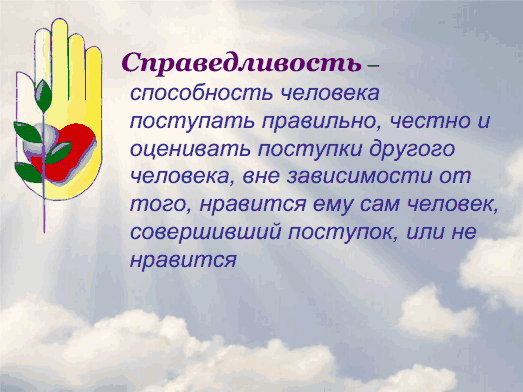 Справедливость –
способность человека
поступать правильно, честно и
оценивать поступки другого
человека, вне зависимости от
того, нравится ему сам человек,
совершивший поступок, или не
нравится